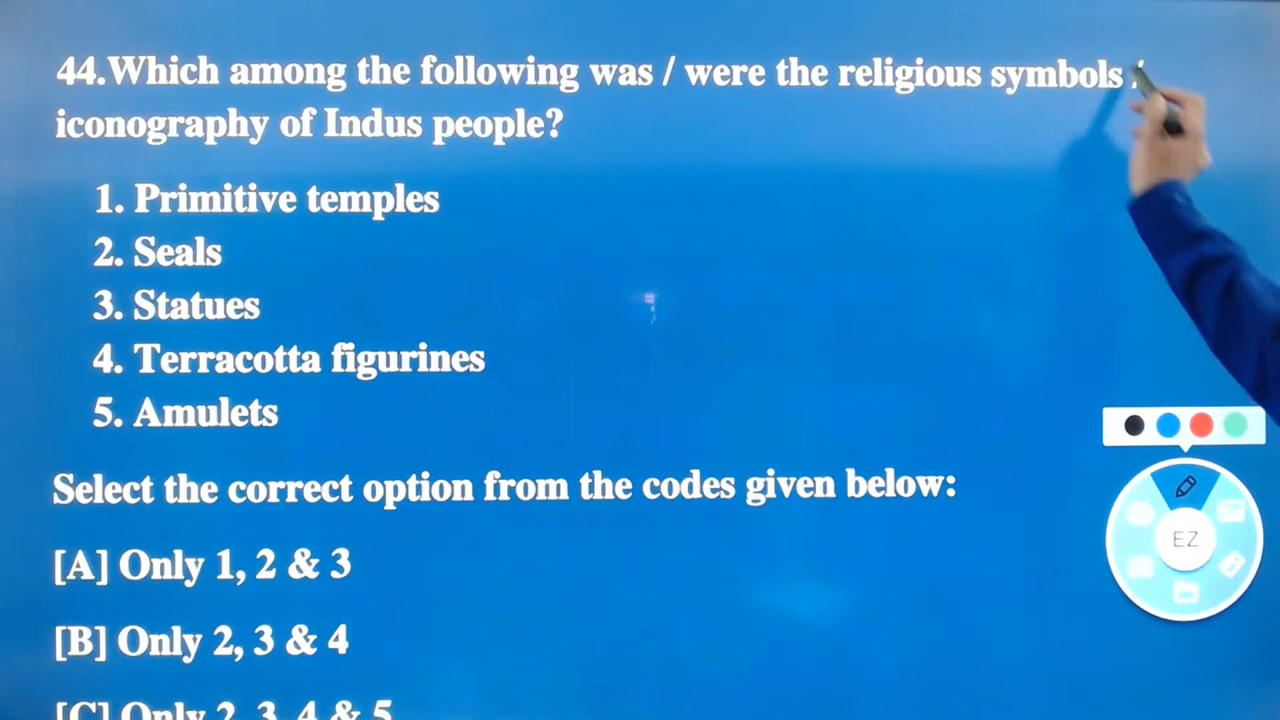 44.Which among the following was / were the religious symbols /
iconography of Indus people?
1. Primitive temples
2. Seals
3. Statues
4. Terracotta figurines
5. Amulets
Select the correct option from the codes given below:
[A] Only 1, 2 & 3
[B] Only 2, 3 & 4
[C] Only 2, 3, 4 & 5
EZ